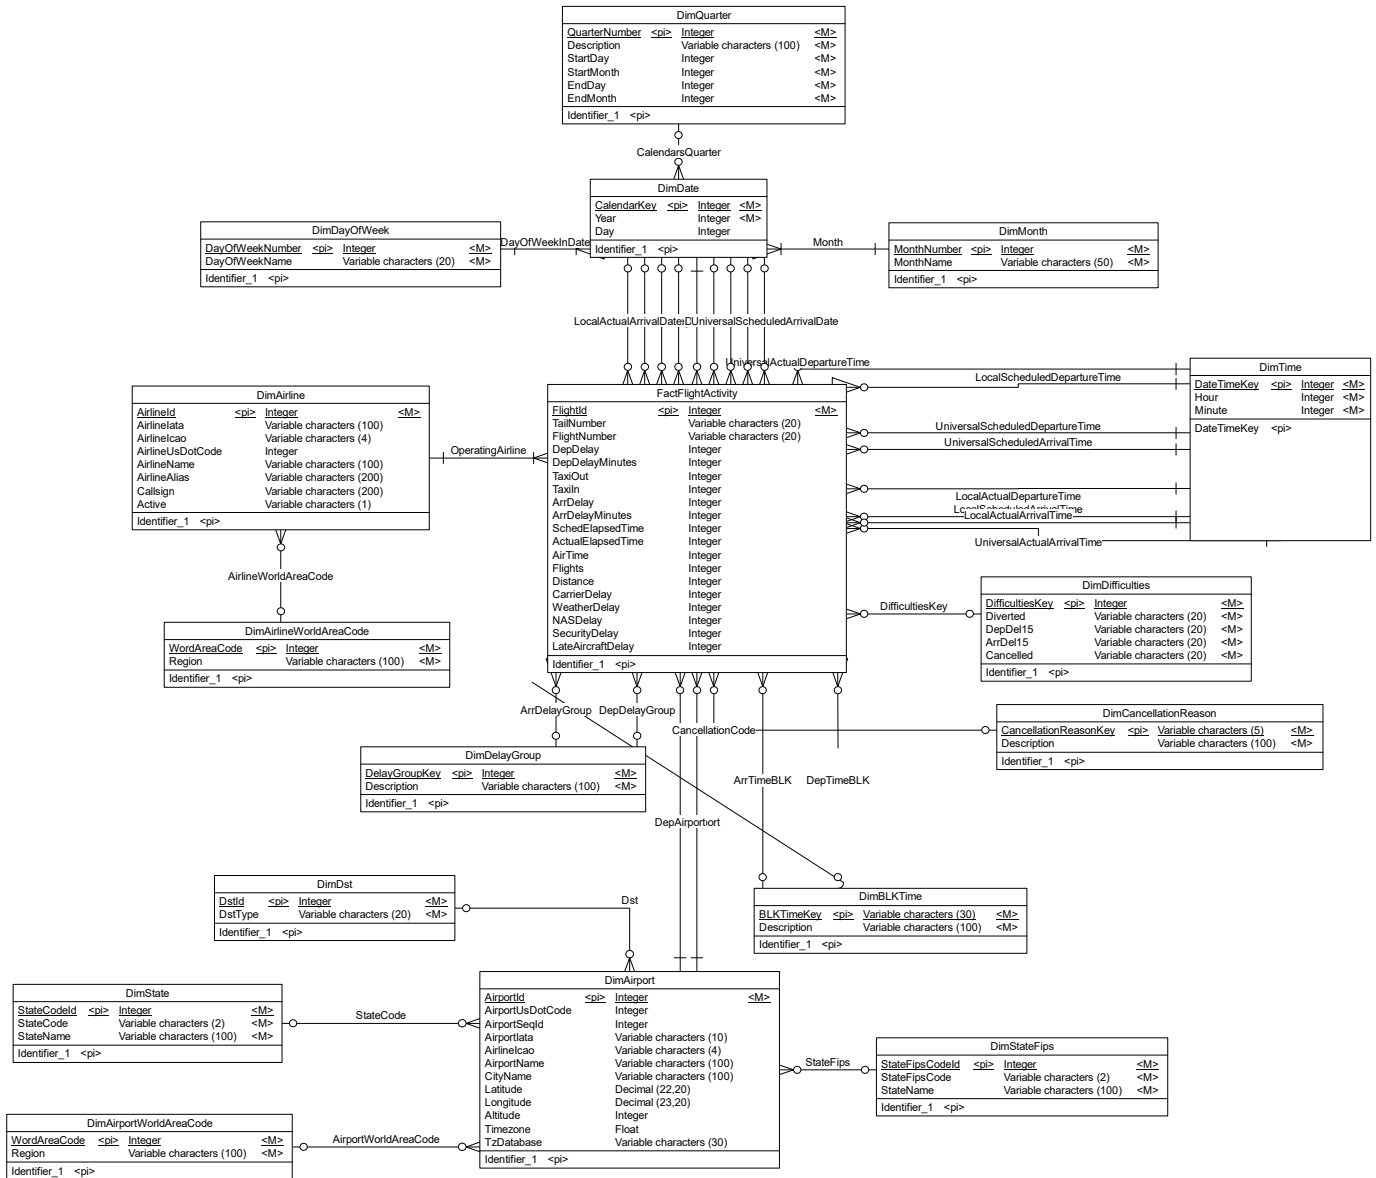 DimQuarter
QuarterNumber <pi> Integer <M>
Description Variable characters (100) <M>
StartDay Integer <M>
StartMonth Integer <M>
EndDay Integer <M>
EndMonth Integer <M>
Identifier_1 <pi>
CalendarsQuarter
DimDate
CalendarKey <pi> Integer <M>
Year Integer <M>
Day Integer
Identifier_1 <pi>
DimDayOfWeek
DayOfWeekNumber <pi> Integer <M>
DayOfWeekName Variable characters (20) <M>
Identifier_1 <pi>
DayOfWeekInDate
Month
DimMonth
MonthNumber <pi> Integer <M>
MonthName Variable characters (50) <M>
Identifier_1 <pi>
LocalActualArrivalDate
UniversalScheduledArrivalDate
UniversalActualDepartureTime
LocalScheduledDepartureTime
UniversalScheduledDepartureTime
UniversalScheduledArrivalTime
LocalActualDepartureTime
LocalScheduledArrivalTime
LocalActualArrivalTime
UniversalActualArrivalTime
DimTime
DateTimeKey <pi> Integer <M>
Hour Integer <M>
Minute Integer <M>
DateTimeKey <pi>
DimAirline
AirlineId <pi> Integer <M>
AirlineIata Variable characters (100)
AirlineIcao Variable characters (4)
AirlineUsDotCode Integer
AirlineName Variable characters (100)
AirlineAlias Variable characters (200)
Callsign Variable characters (200)
Active Variable characters (1)
Identifier_1 <pi>
OperatingAirline
FactFlightActivity
FlightId <pi> Integer <M>
TailNumber Variable characters (20)
FlightNumber Variable characters (20)
DepDelay Integer
DepDelayMinutes Integer
TaxiOut Integer
TaxiIn Integer
ArrDelay Integer
ArrDelayMinutes Integer
SchedElapsedTime Integer
ActualElapsedTime Integer
AirTime Integer
Flights Integer
Distance Integer
CarrierDelay Integer
WeatherDelay Integer
NASDelay Integer
SecurityDelay Integer
LateAircraftDelay Integer
Identifier_1 <pi>
AirlineWorldAreaCode
DimAirlineWorldAreaCode
WordAreaCode <pi> Integer <M>
Region Variable characters (100) <M>
Identifier_1 <pi>
DifficultiesKey
DimDifficulties
DifficultiesKey <pi> Integer <M>
Diverted Variable characters (20) <M>
DepDel15 Variable characters (20) <M>
ArrDel15 Variable characters (20) <M>
Cancelled Variable characters (20) <M>
Identifier_1 <pi>
ArrDelayGroup
DepDelayGroup
CancellationCode
DimCancellationReason
CancellationReasonKey <pi> Variable characters (5) <M>
Description Variable characters (100) <M>
Identifier_1 <pi>
DimDelayGroup
DelayGroupKey <pi> Integer <M>
Description Variable characters (100) <M>
Identifier_1 <pi>
ArrTimeBLK
DepTimeBLK
DepAirport
DimDst
DstId <pi> Integer <M>
DstType Variable characters (20) <M>
Identifier_1 <pi>
Dst
DimBLKTime
BLKTimeKey <pi> Variable characters (30) <M>
Description Variable characters (100) <M>
Identifier_1 <pi>
DimState
StateCodeId <pi> Integer <M>
StateCode Variable characters (2) <M>
StateName Variable characters (100) <M>
Identifier_1 <pi>
StateCode
DimAirport
AirportId <pi> Integer <M>
AirportUsDotCode Integer
AirportSeqId Integer
AirportIata Variable characters (10)
AirlineIcao Variable characters (4)
AirportName Variable characters (100)
CityName Variable characters (100)
Latitude Decimal (22,20)
Longitude Decimal (23,20)
Altitude Integer
Timezone Float
TzDatabase Variable characters (30)
Identifier_1 <pi>
StateFips
DimStateFips
StateFipsCodeId <pi> Integer <M>
StateFipsCode Variable characters (2) <M>
StateName Variable characters (100) <M>
Identifier_1 <pi>
DimAirportWorldAreaCode
WordAreaCode <pi> Integer <M>
Region Variable characters (100) <M>
Identifier_1 <pi>
AirportWorldAreaCode